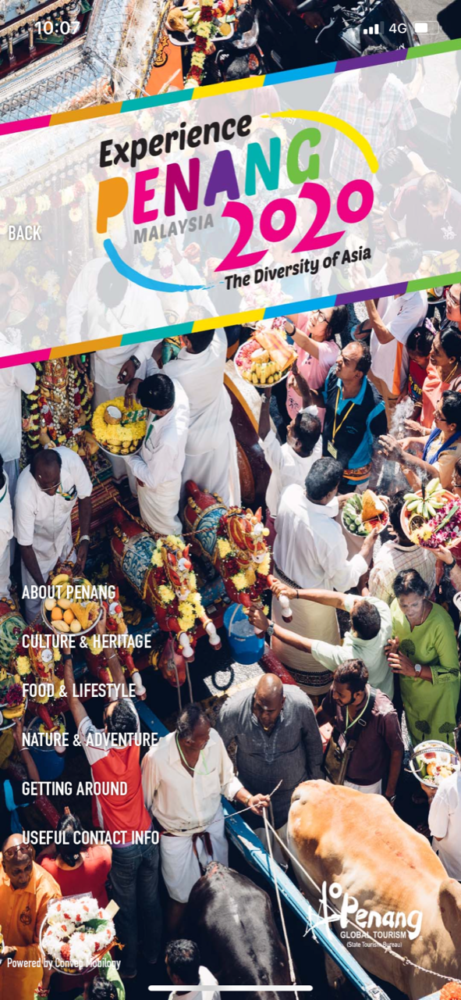 10:07
4G
Experience
PENANG
MALAYSIA
2020
The Diversity of Asia
BACK
ABOUT PENANG
CULTURE & HERITAGE
FOOD & LIFESTYLE
NATURE & ADVENTURE
GETTING AROUND
USEFUL CONTACT INFO
Penang
GLOBAL TOURISM
(State Tourism Bureau)
Powered by Convep Mobilogy